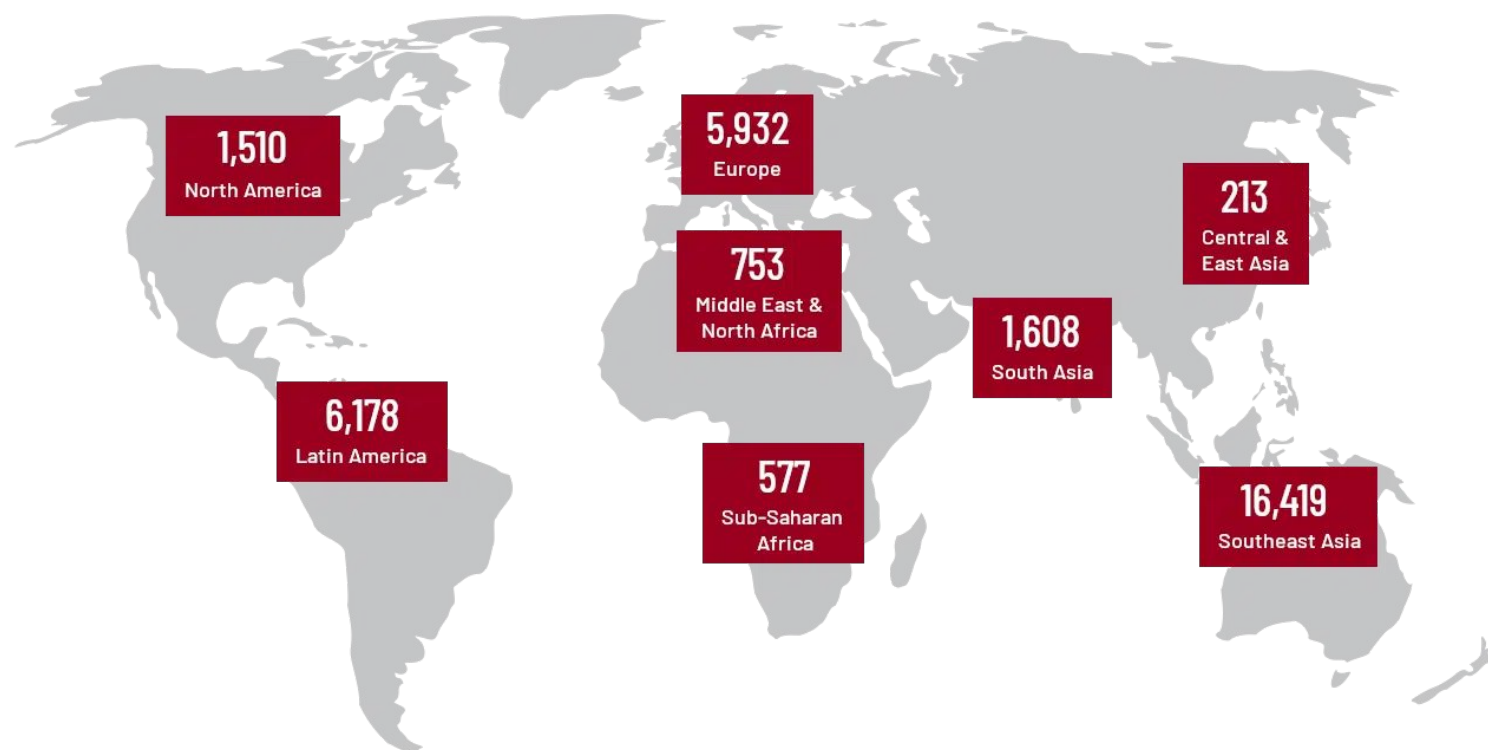 1,510
North America
5,932
Europe
213
Central &
East Asia
753
Middle East &
North Africa
1,608
South Asia
6,178
Latin America
577
Sub-Saharan
Africa
16,419
Southeast Asia